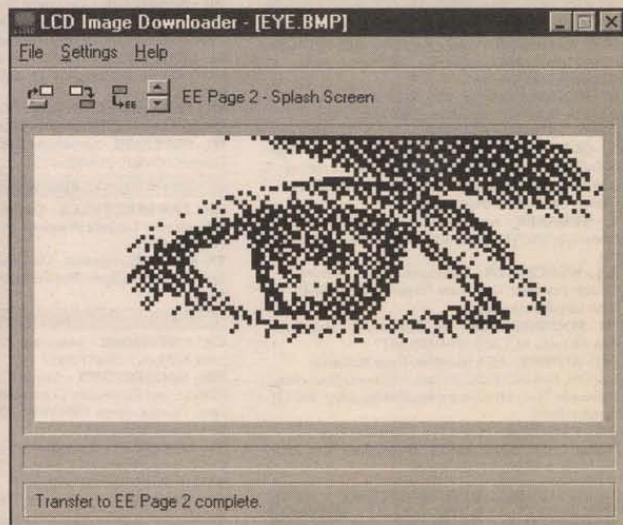 LCD Image Downloader - [EYE.BMP]
File Settings Help
EE EE Page 2 - Splash Screen
Transfer to EE Page 2 complete.